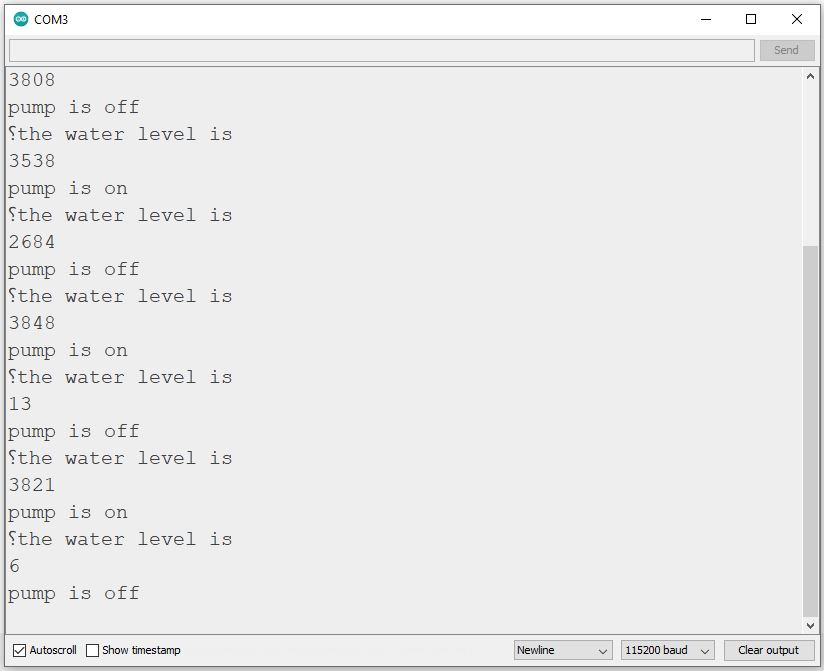 COM3
Send
3808
pump is off
⸮the water level is
3538
pump is on
⸮the water level is
2684
pump is off
⸮the water level is
3848
pump is on
⸮the water level is
13
pump is off
⸮the water level is
3821
pump is on
⸮the water level is
6
pump is off
Autoscroll Show timestamp Newline 115200 baud Clear output